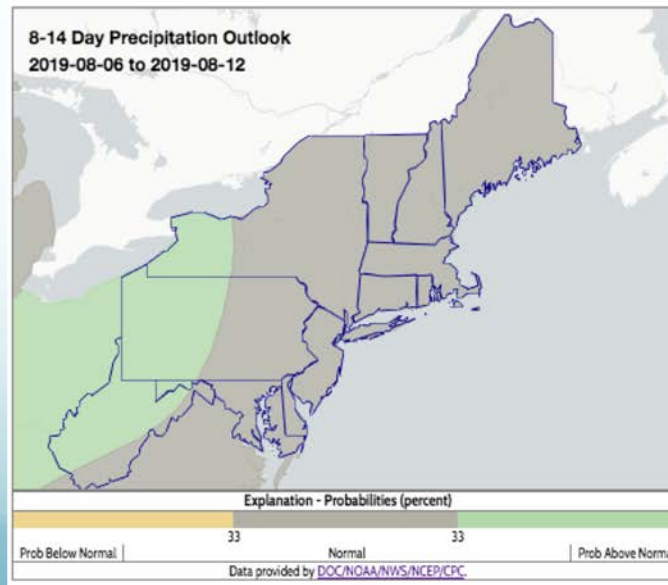 8-14 Day Precipitation Outlook
2019-08-06 to 2019-08-12
Explanation - Probabilities (percent)
33 33
Prob Below Normal Normal Prob Above Norma
Data provided by DOC/NOAA/NWS/NCEP/CPC.